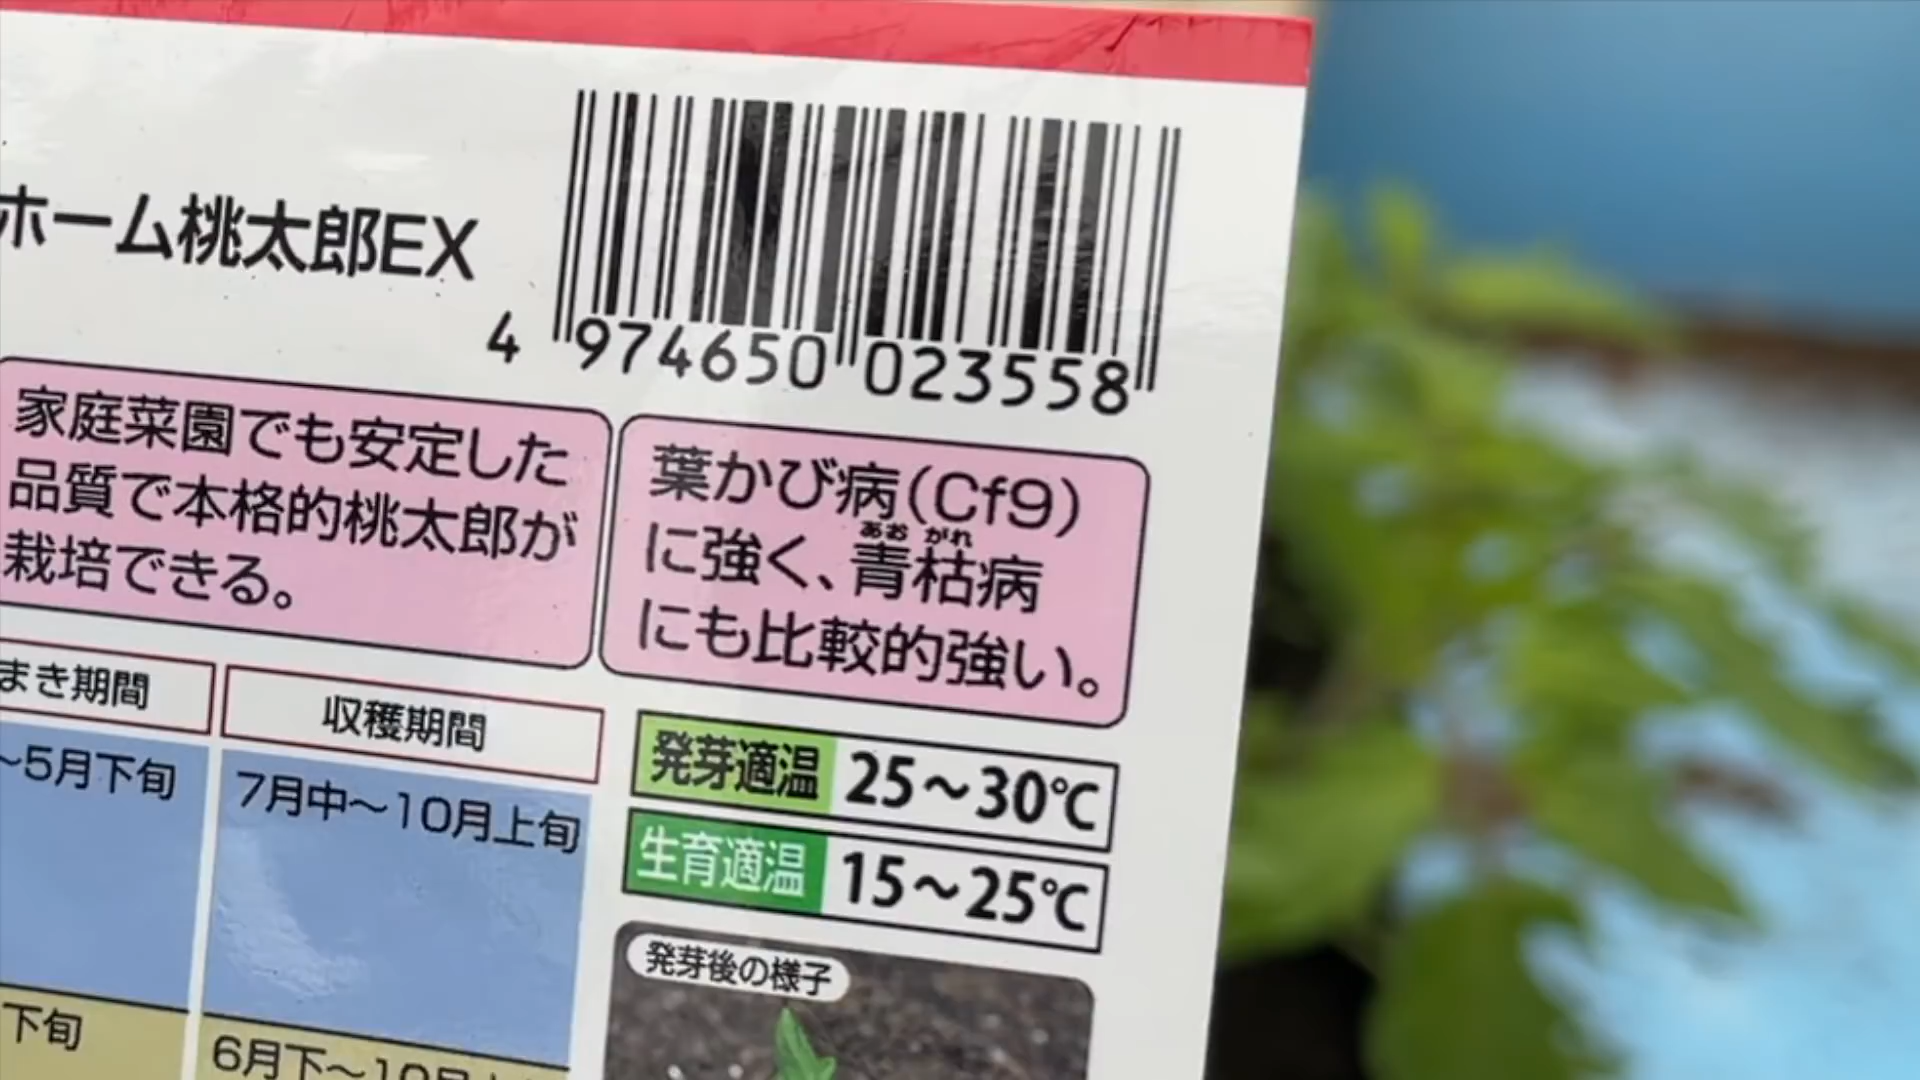 ホーム桃太郎EX
4 974650 023558
家庭菜園でも安定した
品質で本格的桃太郎が
栽培できる。
葉かび病(Cf9)
に強く、青枯病
あお がれ
にも比較的強い。
まき期間
収穫期間
〜5月下旬
7月中〜10月上旬
発芽適温 25〜30℃
生育適温 15〜25℃
発芽後の様子
下旬
6月下〜10月